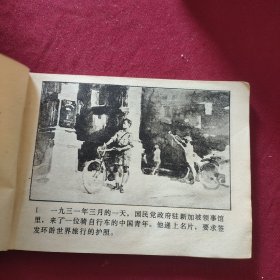 1 一九三一年三月的一天，国民党政府驻新加坡领事馆
里，来了一位骑自行车的中国青年。他递上名片，要求签
发环游世界旅行的护照。